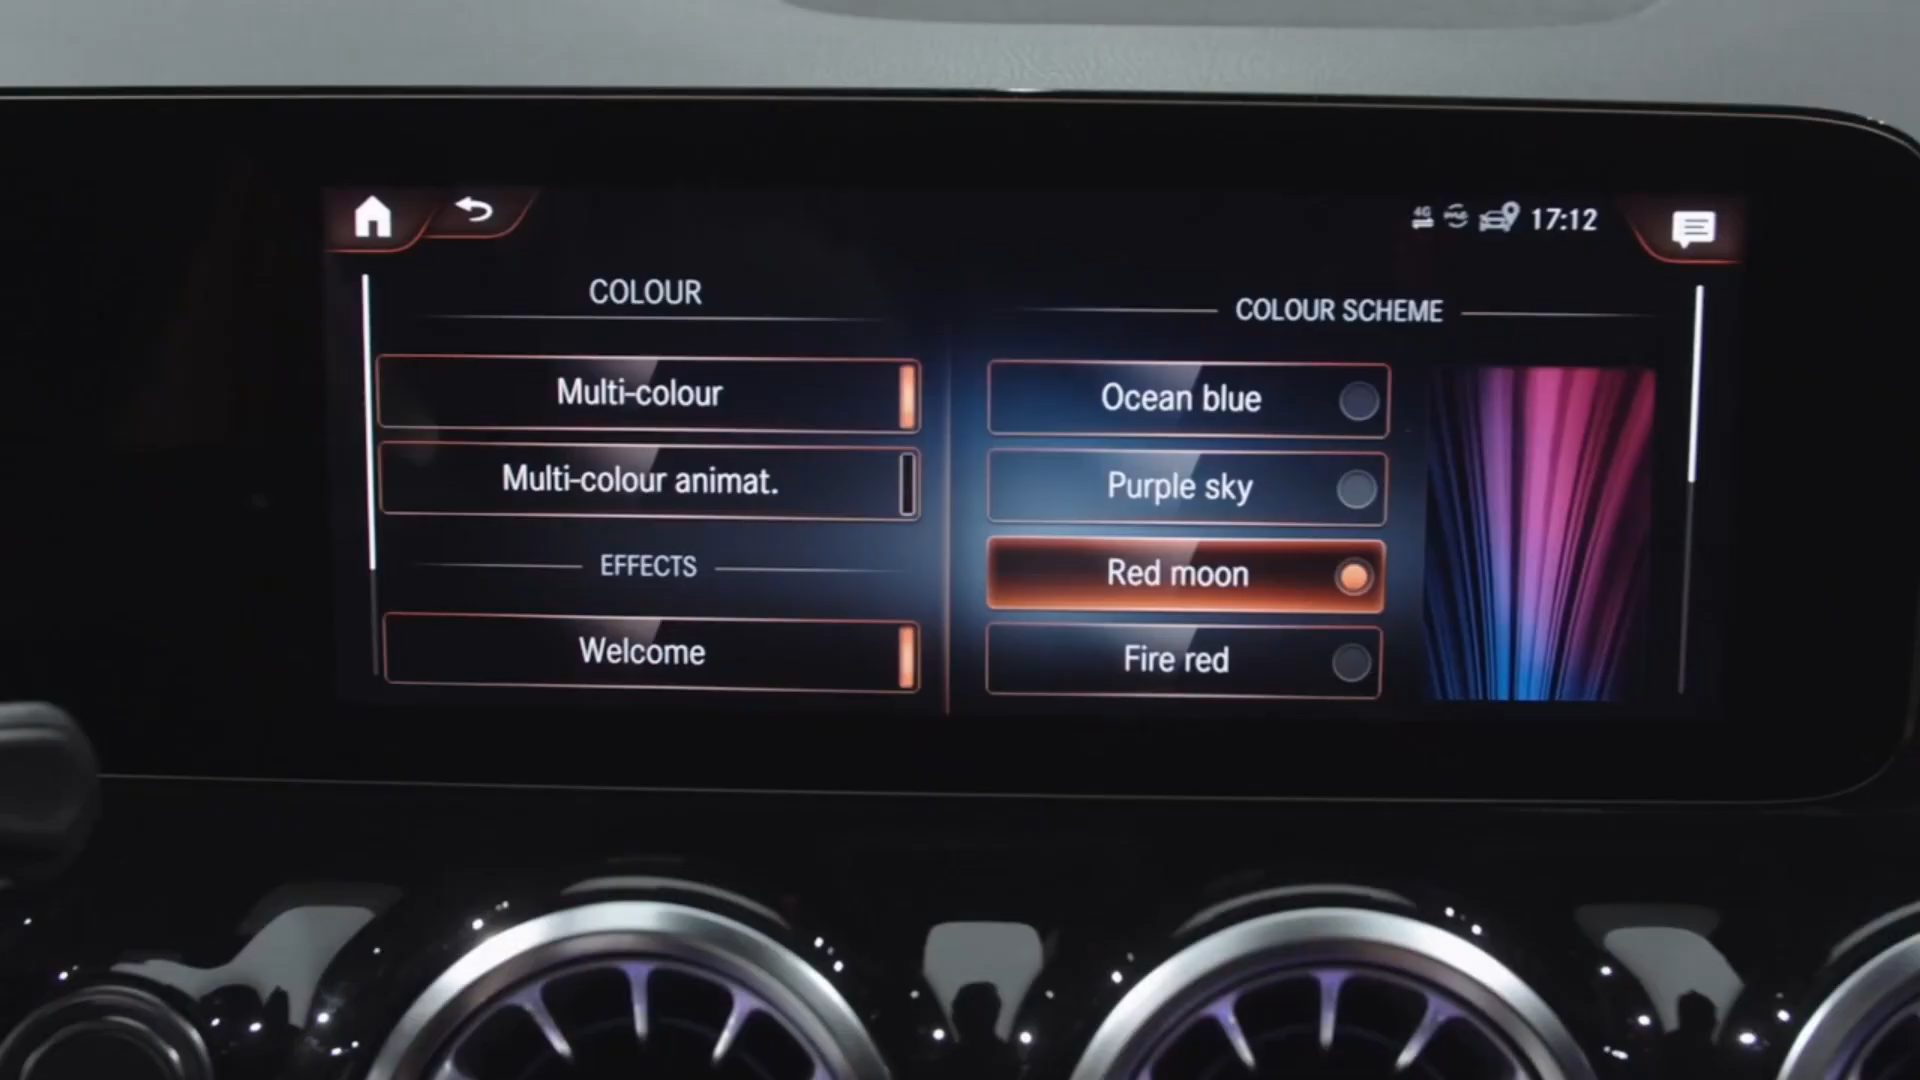 4G
17:12
COLOUR
Multi-colour
Multi-colour animat.
EFFECTS
Welcome
COLOUR SCHEME
Ocean blue
Purple sky
Red moon
Fire red